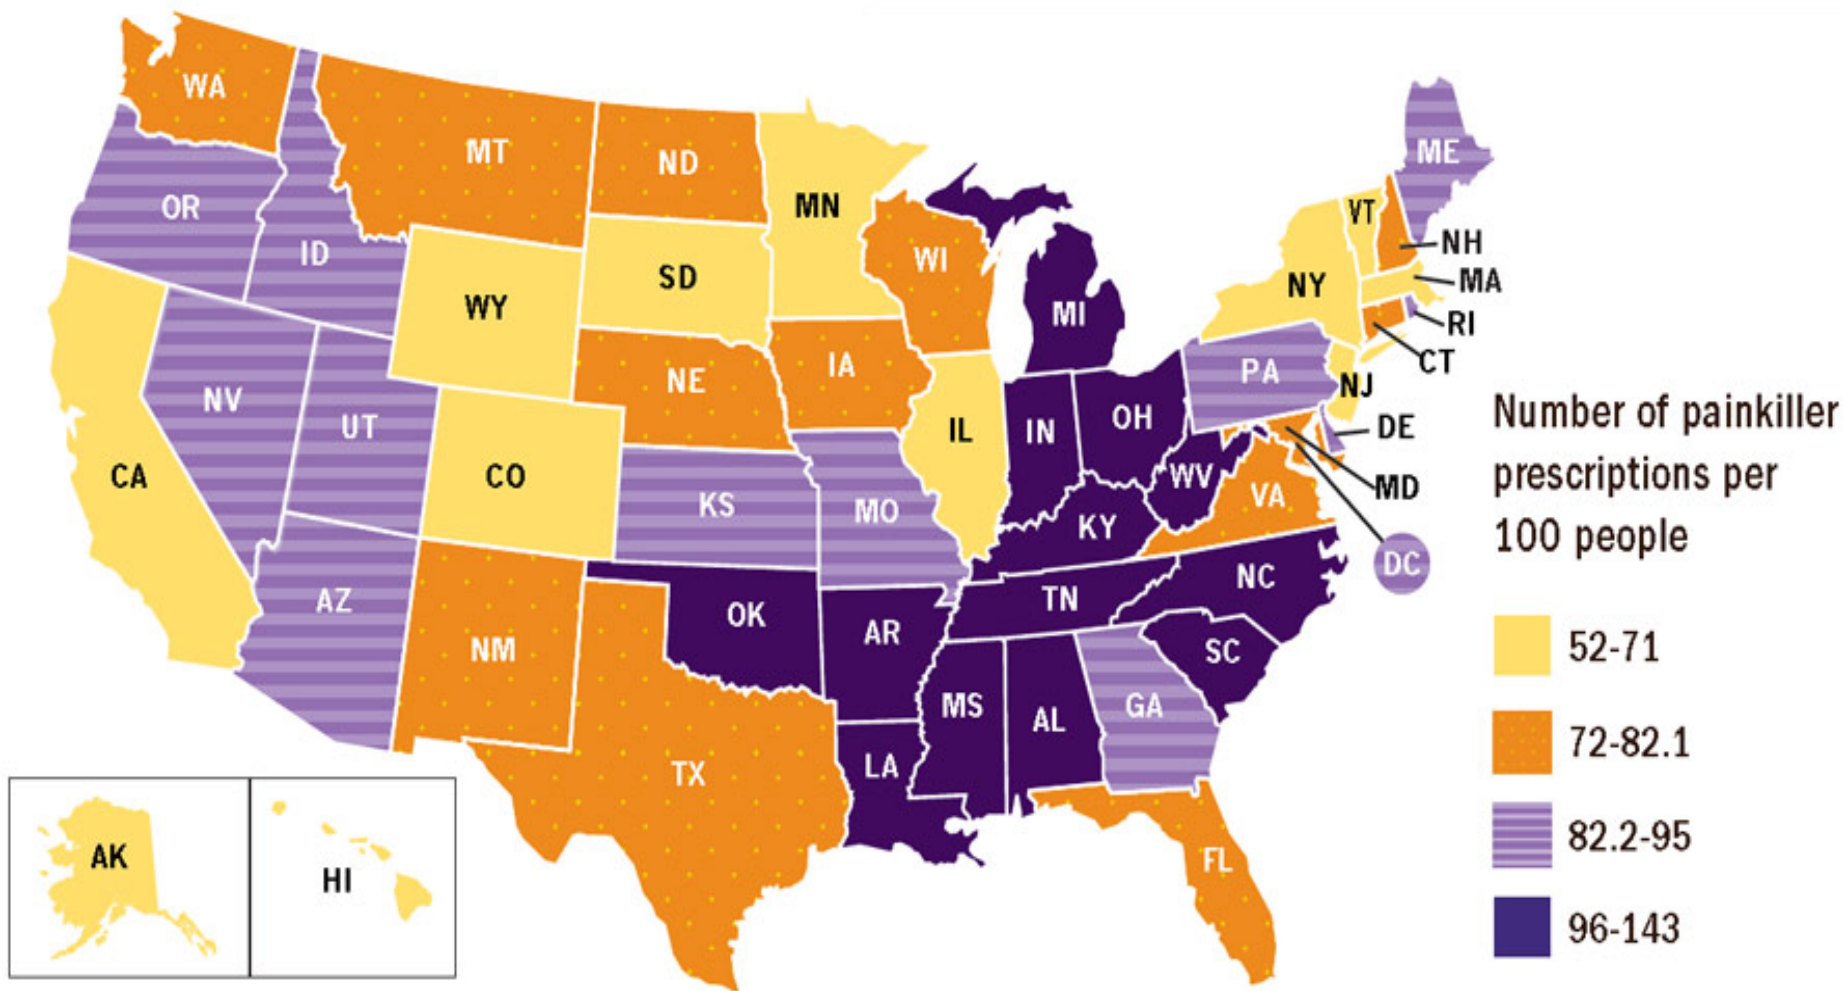 WA
MT
ND
MN
ME
OR
ID
VT
NH
WI
SD
MA
NY
WY
MI
RI
CT
IA
PA
NE
NJ
NV
UT
IL
IN
OH
DE
CA
CO
KS
MO
WV
VA
MD
KY
DC
AZ
NC
TN
OK
AR
NM
SC
MS
AL
GA
LA
TX
AK
HI
FL
Number of painkiller
prescriptions per
100 people
52-71
72-82.1
82.2-95
96-143